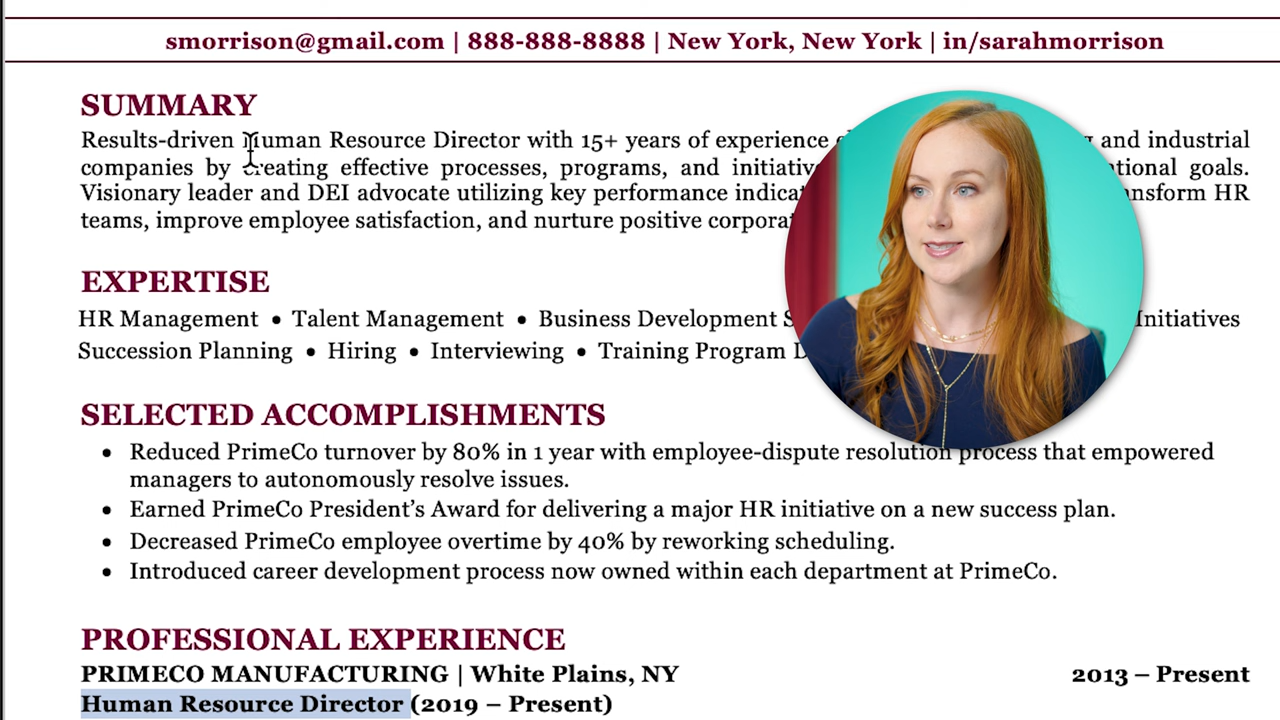 smorrison@gmail.com | 888-888-8888 | New York, New York | in/sarahmorrison
SUMMARY
Results-driven Human Resource Director with 15+ years of experience and industrial
companies by creating effective processes, programs, and goals.
Visionary leader and DEI advocate utilizing key performance HR
teams, improve employee satisfaction, and nurture positive
EXPERTISE
HR Management • Talent Management • Business Development Initiatives
Succession Planning • Hiring • Interviewing • Training Program
SELECTED ACCOMPLISHMENTS
• Reduced PrimeCo turnover by 80% in 1 year with employee-dispute resolution process that empowered
managers to autonomously resolve issues.
• Earned PrimeCo President’s Award for delivering a major HR initiative on a new success plan.
• Decreased PrimeCo employee overtime by 40% by reworking scheduling.
• Introduced career development process now owned within each department at PrimeCo.
PROFESSIONAL EXPERIENCE
PRIMECO MANUFACTURING | White Plains, NY 2013 – Present
Human Resource Director (2019 – Present)